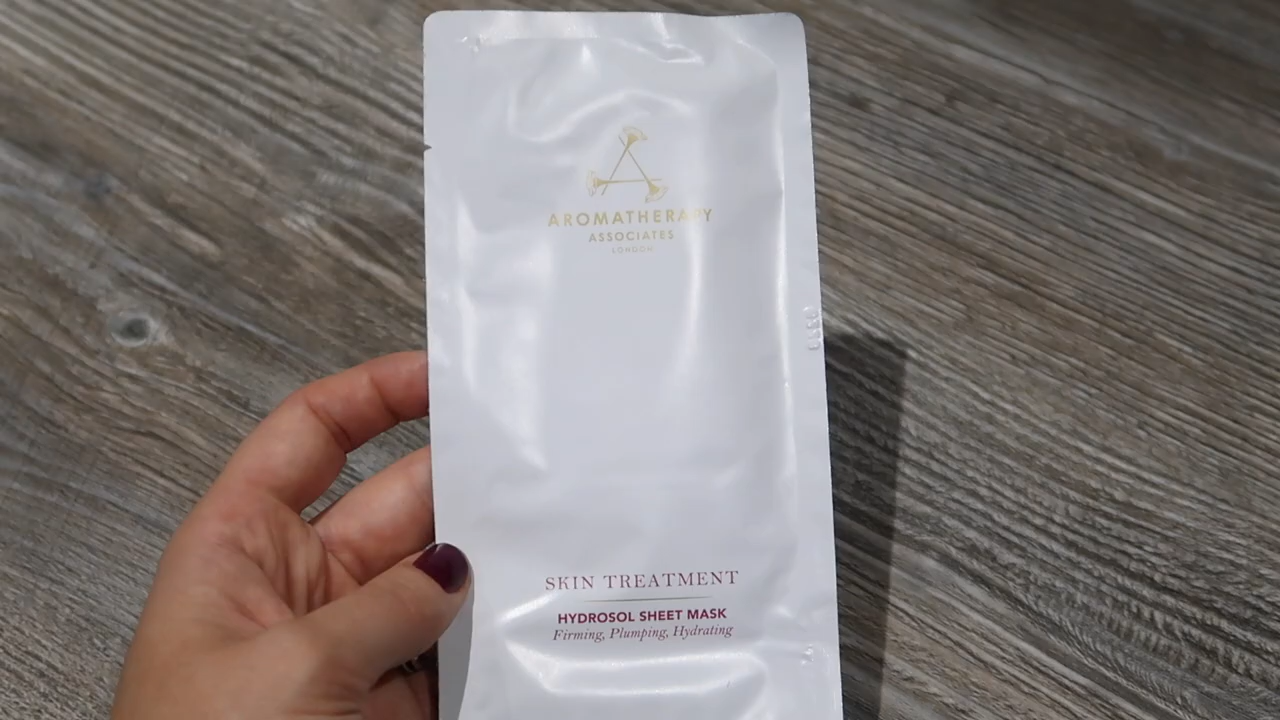 AROMATHERAPY
ASSOCIATES
LONDON
SKIN TREATMENT
HYDROSOL SHEET MASK
Firming, Plumping, Hydrating